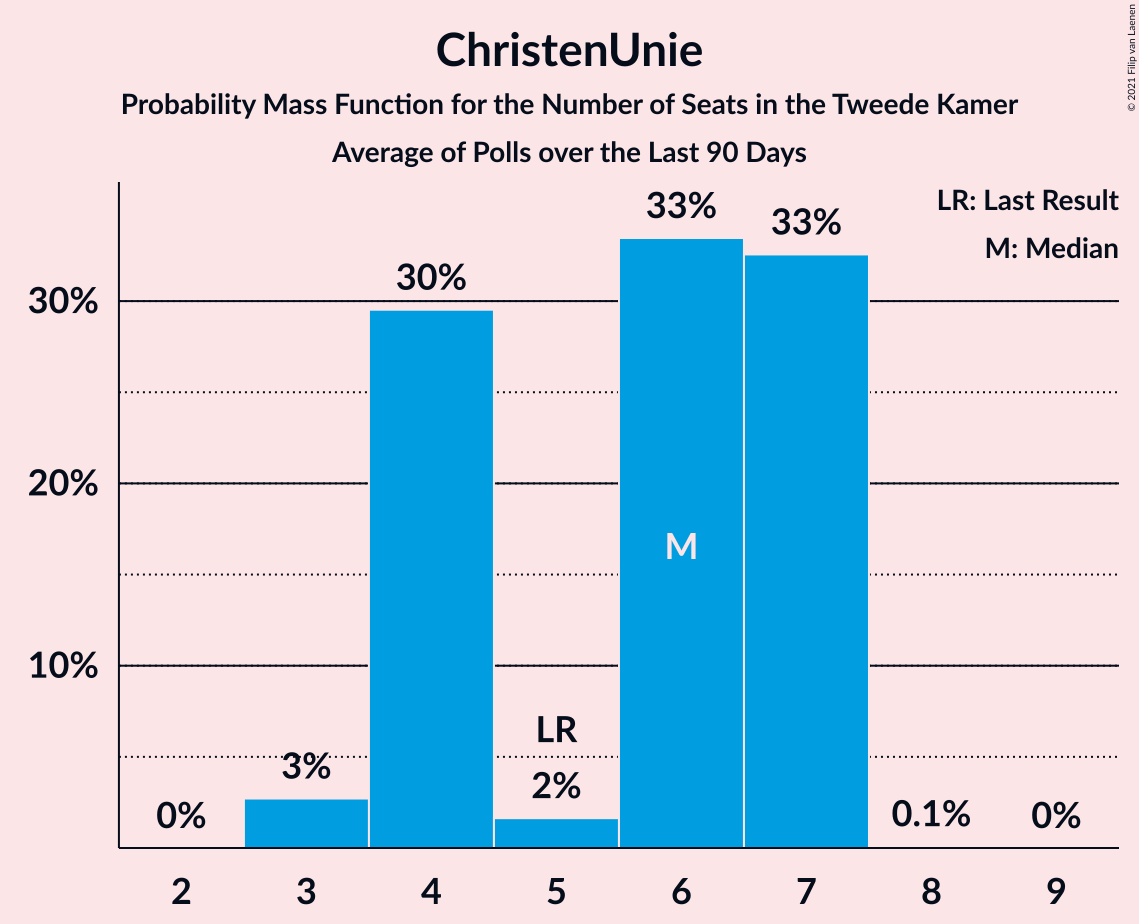 ChristenUnie
Probability Mass Function for the Number of Seats in the Tweede Kamer
Average of Polls over the Last 90 Days
© 2021 Filip van Laenen
LR: Last Result
M: Median
33%
33%
30%
30%
20%
M
10%
LR
3%
2%
0%
0.1%
0%
2 3 4 5 6 7 8 9